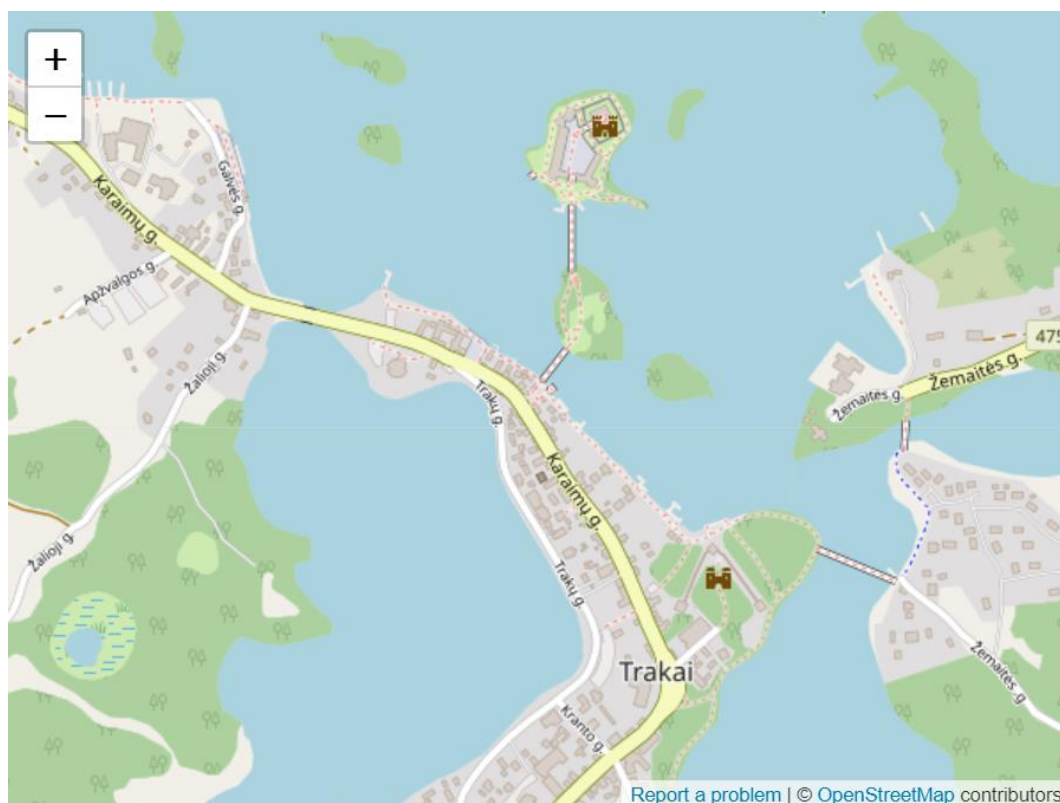 +
−
Galvės g.
Karaimų g.
Apžvalgos g.
Žalioji g.
475
Žemaitės g.
Žemaitės g.
Trakų g.
Karaimų g.
Žalioji g.
Trakų g.
Trakai
Žemaitės g.
Kranto g.
Report a problem | © OpenStreetMap contributors